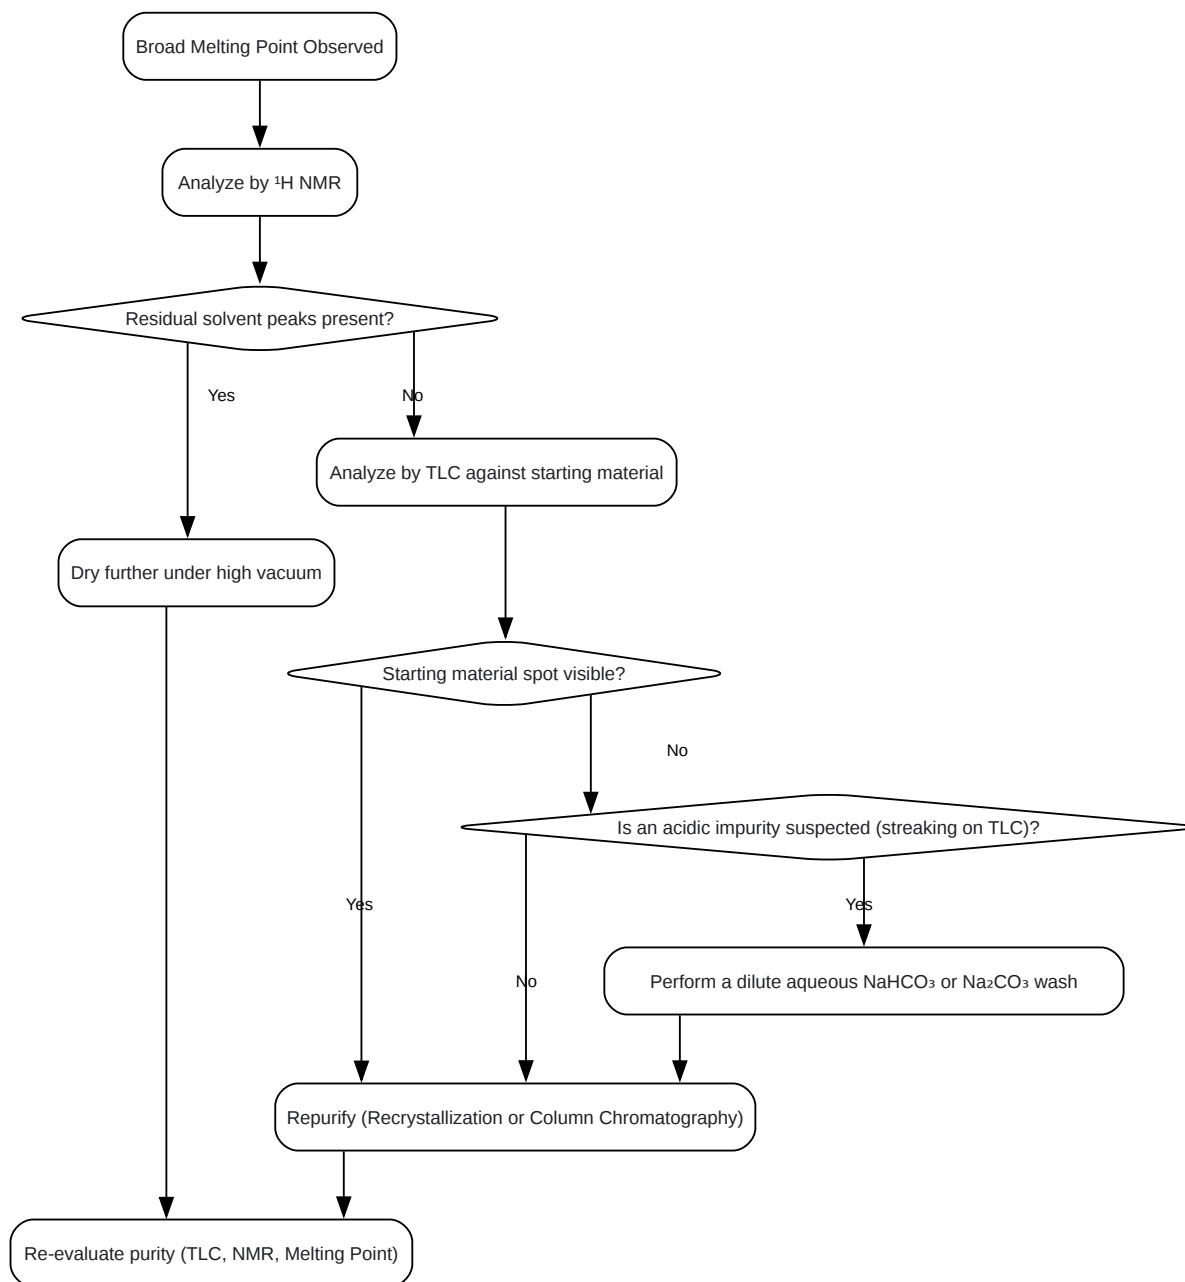 Broad Melting Point Observed
Analyze by ¹H NMR
Residual solvent peaks present?
Yes
No
Analyze by TLC against starting material
Dry further under high vacuum
Starting material spot visible?
No
Is an acidic impurity suspected (streaking on TLC)?
Yes
Yes
No
Perform a dilute aqueous NaHCO₃ or Na₂CO₃ wash
Repurify (Recrystallization or Column Chromatography)
Re-evaluate purity (TLC, NMR, Melting Point)